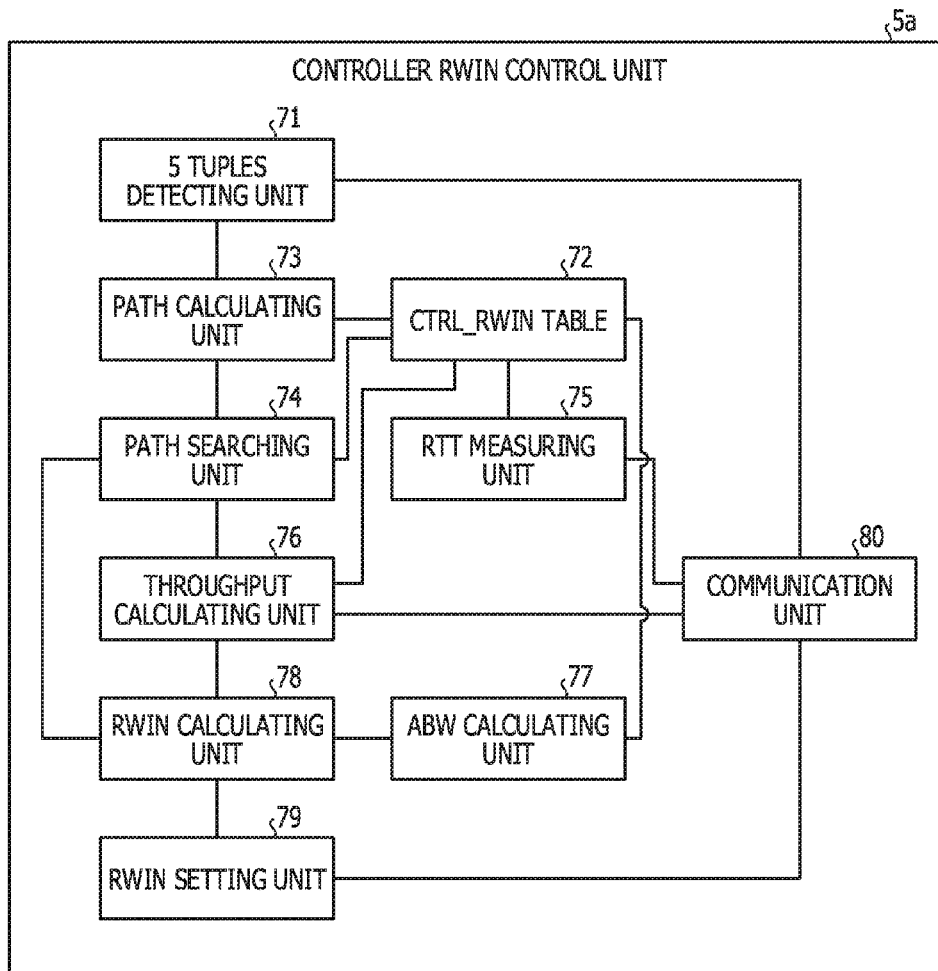 5a
CONTROLLER RWIN CONTROL UNIT
71
5 TUPLES
DETECTING UNIT
73
PATH CALCULATING
UNIT
72
CTRL_RWIN TABLE
74
PATH SEARCHING
UNIT
75
RTT MEASURING
UNIT
76
THROUGHPUT
CALCULATING UNIT
80
COMMUNICATION
UNIT
78
RWIN CALCULATING
UNIT
77
ABW CALCULATING
UNIT
79
RWIN SETTING UNIT